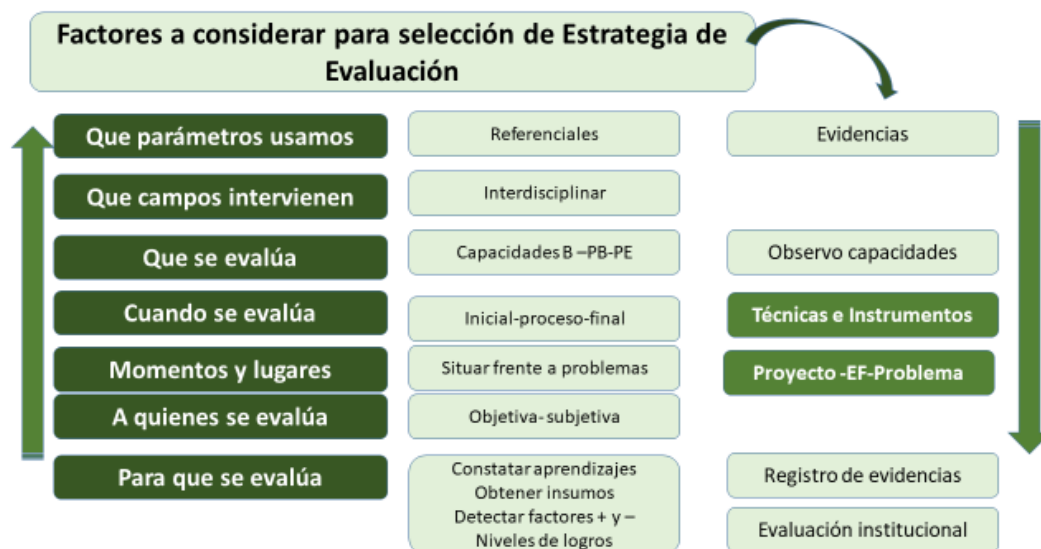 Factores a considerar para selección de Estrategia de
Evaluación
Que parámetros usamos
Referenciales
Evidencias
Que campos intervienen
Interdisciplinar
Que se evalúa
Capacidades B –PB-PE
Observo capacidades
Cuando se evalúa
Inicial-proceso-final
Técnicas e Instrumentos
Momentos y lugares
Situar frente a problemas
Proyecto -EF-Problema
A quienes se evalúa
Objetiva- subjetiva
Para que se evalúa
Constatar aprendizajes
Obtener insumos
Detectar factores + y –
Niveles de logros
Registro de evidencias
Evaluación institucional